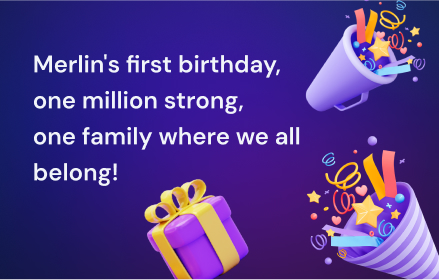 Merlin's first birthday,
one million strong,
one family where we all
belong!